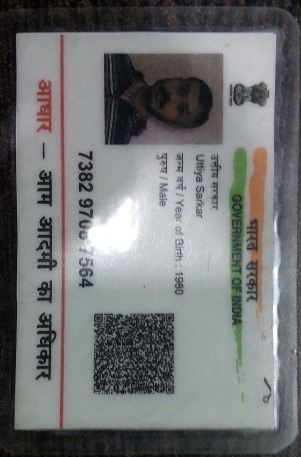 भारत सरकार
GOVERNMENT OF INDIA
उत्तीय सरकार
Uttiya Sarkar
जन्म वर्ष / Year of Birth : 1980
पुरुष / Male
7382 7564
आधार – आम आदमी का अधिकार